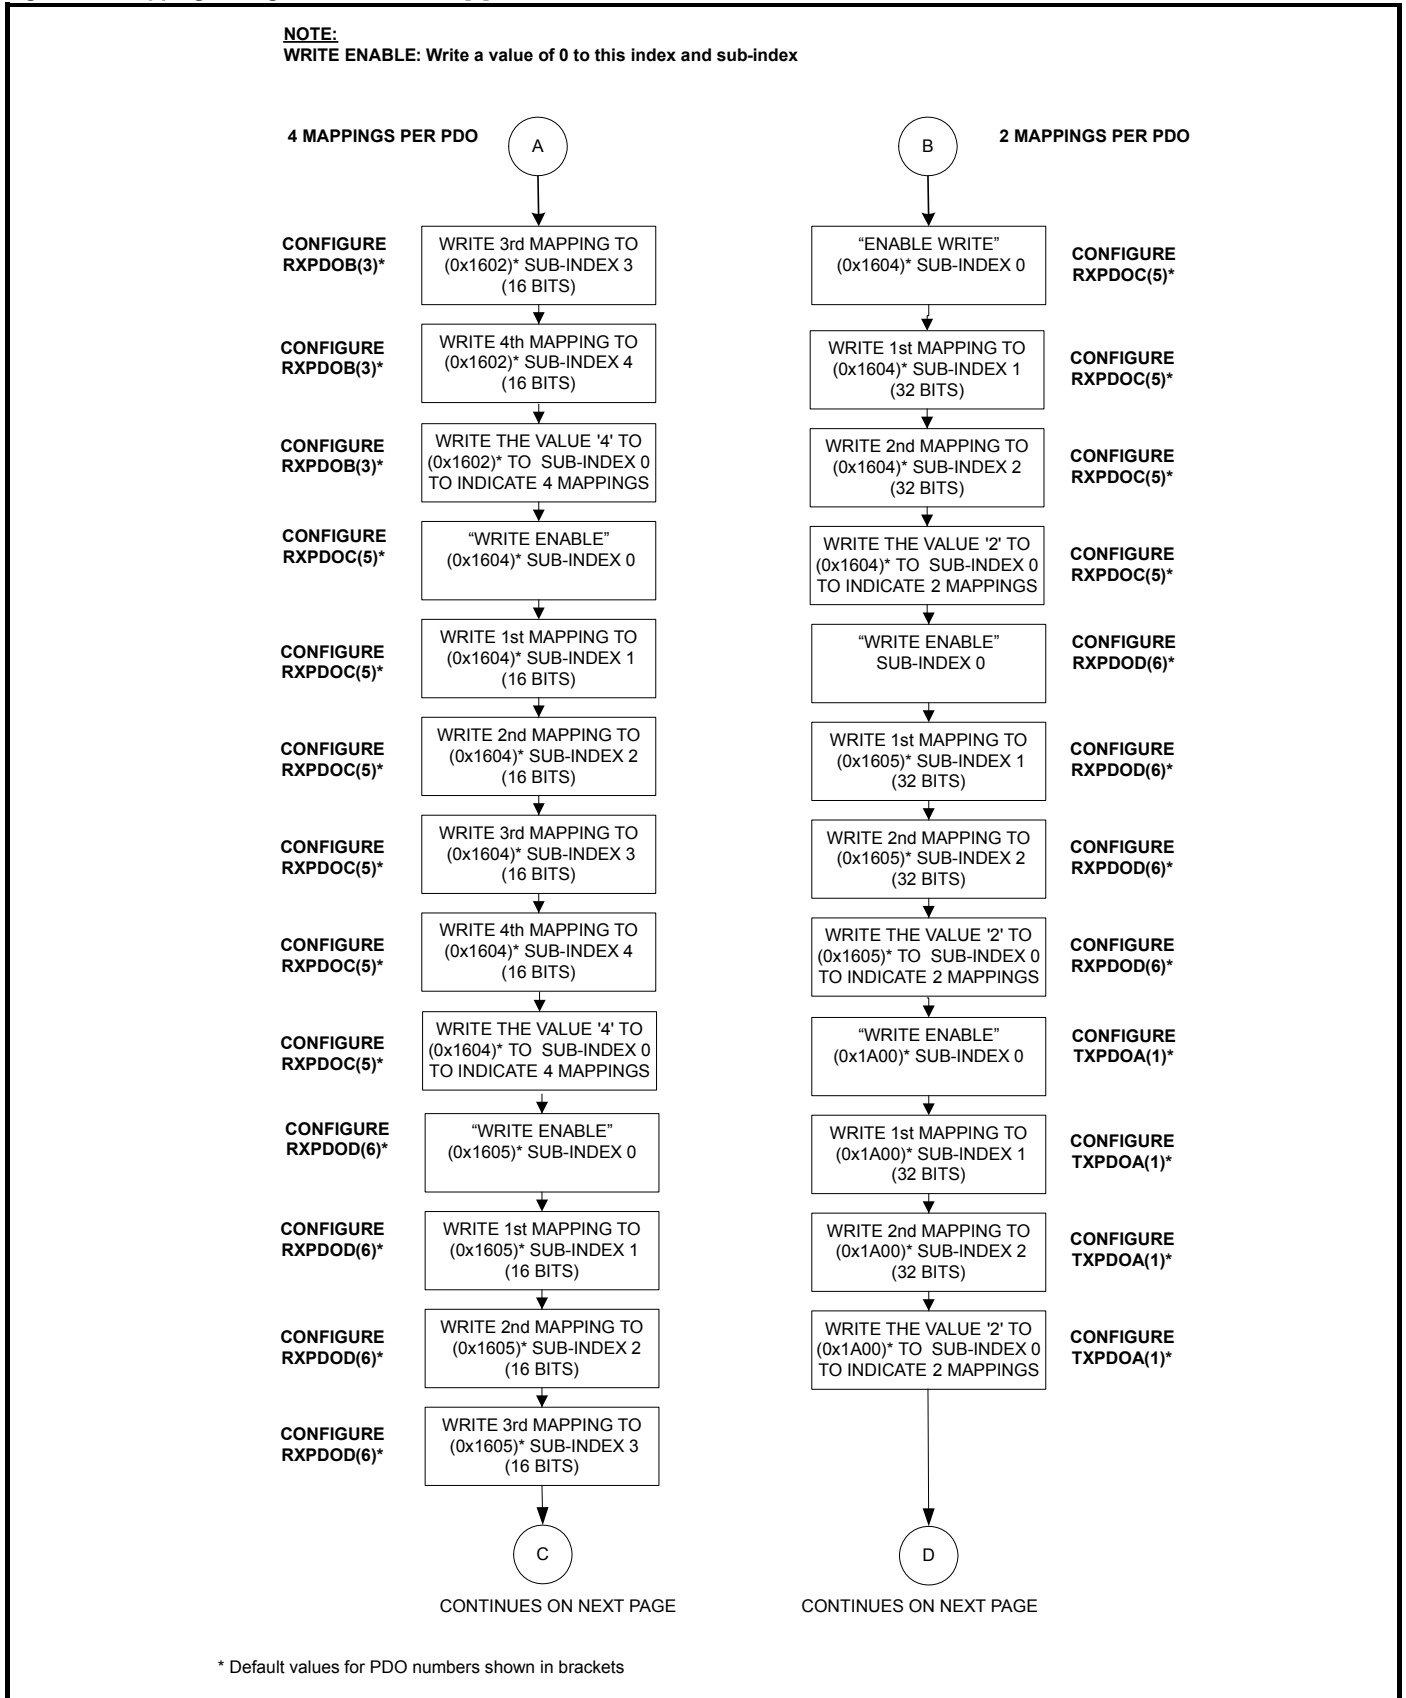 NOTE:
WRITE ENABLE: Write a value of 0 to this index and sub-index
4 MAPPINGS PER PDO
A
CONFIGURE
RXPDOB(3)*
WRITE 3rd MAPPING TO
(0x1602)* SUB-INDEX 3
(16 BITS)
CONFIGURE
RXPDOB(3)*
WRITE 4th MAPPING TO
(0x1602)* SUB-INDEX 4
(16 BITS)
CONFIGURE
RXPDOB(3)*
WRITE THE VALUE '4' TO
(0x1602)* TO SUB-INDEX 0
TO INDICATE 4 MAPPINGS
CONFIGURE
RXPDOC(5)*
“WRITE ENABLE”
(0x1604)* SUB-INDEX 0
CONFIGURE
RXPDOC(5)*
WRITE 1st MAPPING TO
(0x1604)* SUB-INDEX 1
(16 BITS)
CONFIGURE
RXPDOC(5)*
WRITE 2nd MAPPING TO
(0x1604)* SUB-INDEX 2
(16 BITS)
CONFIGURE
RXPDOC(5)*
WRITE 3rd MAPPING TO
(0x1604)* SUB-INDEX 3
(16 BITS)
CONFIGURE
RXPDOC(5)*
WRITE 4th MAPPING TO
(0x1604)* SUB-INDEX 4
(16 BITS)
CONFIGURE
RXPDOC(5)*
WRITE THE VALUE '4' TO
(0x1604)* TO SUB-INDEX 0
TO INDICATE 4 MAPPINGS
CONFIGURE
RXPDOD(6)*
“WRITE ENABLE”
(0x1605)* SUB-INDEX 0
CONFIGURE
RXPDOD(6)*
WRITE 1st MAPPING TO
(0x1605)* SUB-INDEX 1
(16 BITS)
CONFIGURE
RXPDOD(6)*
WRITE 2nd MAPPING TO
(0x1605)* SUB-INDEX 2
(16 BITS)
CONFIGURE
RXPDOD(6)*
WRITE 3rd MAPPING TO
(0x1605)* SUB-INDEX 3
(16 BITS)
C
CONTINUES ON NEXT PAGE
B
2 MAPPINGS PER PDO
“ENABLE WRITE”
(0x1604)* SUB-INDEX 0
CONFIGURE
RXPDOC(5)*
WRITE 1st MAPPING TO
(0x1604)* SUB-INDEX 1
(32 BITS)
CONFIGURE
RXPDOC(5)*
WRITE 2nd MAPPING TO
(0x1604)* SUB-INDEX 2
(32 BITS)
CONFIGURE
RXPDOC(5)*
WRITE THE VALUE '2' TO
(0x1604)* TO SUB-INDEX 0
TO INDICATE 2 MAPPINGS
CONFIGURE
RXPDOC(5)*
“WRITE ENABLE”
SUB-INDEX 0
CONFIGURE
RXPDOD(6)*
WRITE 1st MAPPING TO
(0x1605)* SUB-INDEX 1
(32 BITS)
CONFIGURE
RXPDOD(6)*
WRITE 2nd MAPPING TO
(0x1605)* SUB-INDEX 2
(32 BITS)
CONFIGURE
RXPDOD(6)*
WRITE THE VALUE '2' TO
(0x1605)* TO SUB-INDEX 0
TO INDICATE 2 MAPPINGS
CONFIGURE
RXPDOD(6)*
“WRITE ENABLE”
(0x1A00)* SUB-INDEX 0
CONFIGURE
TXPDOA(1)*
WRITE 1st MAPPING TO
(0x1A00)* SUB-INDEX 1
(32 BITS)
CONFIGURE
TXPDOA(1)*
WRITE 2nd MAPPING TO
(0x1A00)* SUB-INDEX 2
(32 BITS)
CONFIGURE
TXPDOA(1)*
WRITE THE VALUE '2' TO
(0x1A00)* TO SUB-INDEX 0
TO INDICATE 2 MAPPINGS
CONFIGURE
TXPDOA(1)*
D
CONTINUES ON NEXT PAGE
* Default values for PDO numbers shown in brackets